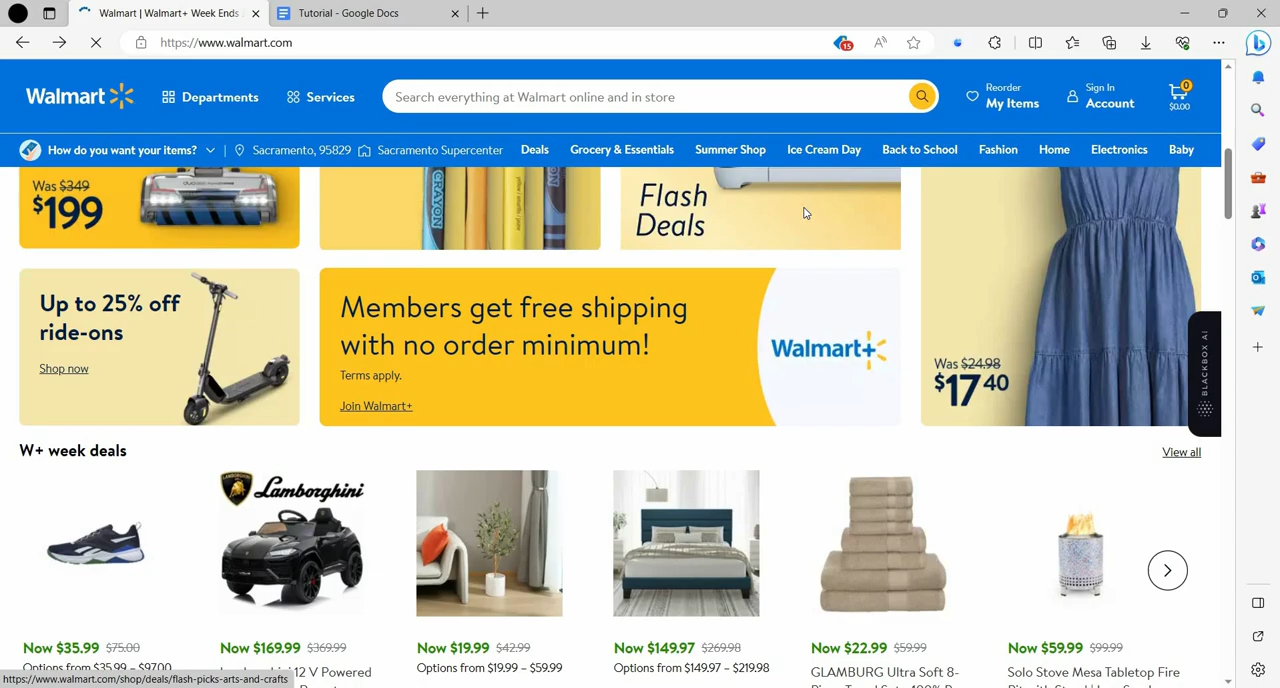 Walmart | Walmart+ Week Ends
Tutorial - Google Docs
https://www.walmart.com
15
Walmart
Departments
Services
Search everything at Walmart online and in store
Reorder
My Items
Sign In
Account
0
$0.00
How do you want your items?
Sacramento, 95829
Sacramento Supercenter
Deals
Grocery & Essentials
Summer Shop
Ice Cream Day
Back to School
Fashion
Home
Electronics
Baby
Was $349
$199
CRAYON
Flash
Deals
Up to 25% off
ride-ons
Shop now
Members get free shipping
with no order minimum!
Terms apply.
Join Walmart+
Walmart+
Was $24.98
$17.40
BLACKBOX AI
W+ week deals
View all
Lamborghini
Now $35.99 $75.00
Options from $35.99 – $97.00
Now $169.99 $369.99
12 V Powered
Now $19.99 $42.99
Options from $19.99 – $59.99
Now $149.97 $269.98
Options from $149.97 – $219.98
Now $22.99 $59.99
GLAMBURG Ultra Soft 8-
Now $59.99 $99.99
Solo Stove Mesa Tabletop Fire
https://www.walmart.com/shop/deals/flash-picks-arts-and-crafts